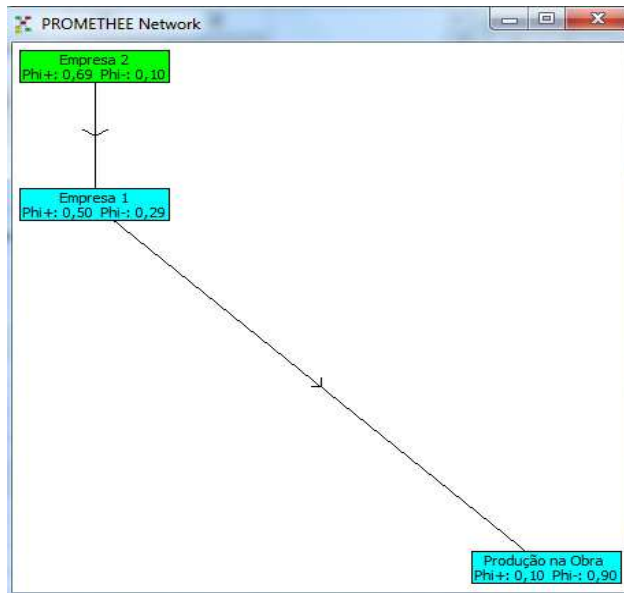 PROMETHEE Network
Empresa 2
Phi+: 0,69 Phi-: 0,10
Empresa 1
Phi+: 0,50 Phi-: 0,29
Produção na Obra
Phi+: 0,10 Phi-: 0,90